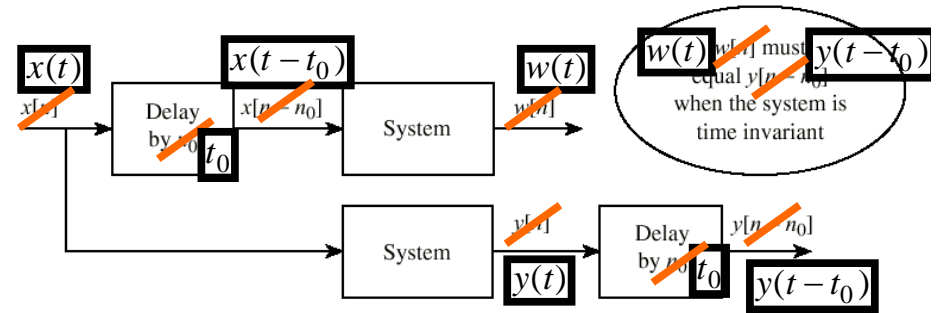 x(t)
x(t − t₀)
w(t)
w(t)
y(t − t₀)
x[n]
Delay
by n₀
t₀
x[n − n₀]
System
w[n]
w[n] must
equal y[n − n₀]
when the system is
time invariant
System
y[n]
y(t)
Delay
by n₀
t₀
y[n − n₀]
y(t − t₀)